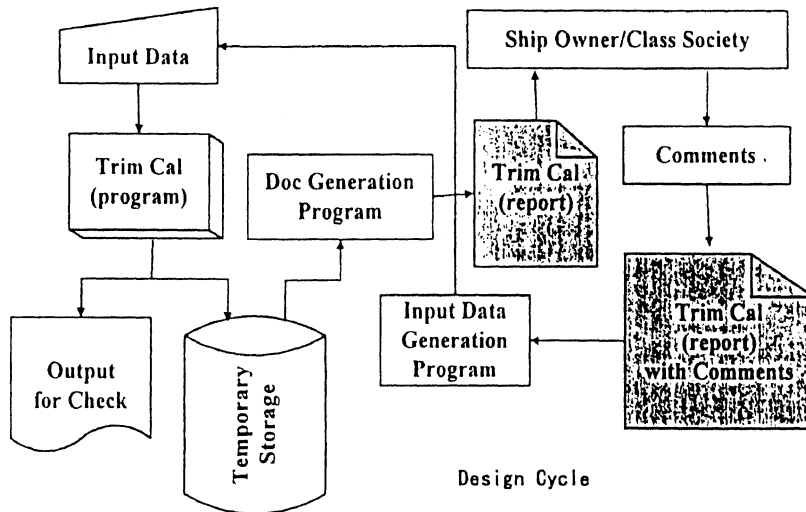 Input Data
Ship Owner/Class Society
Trim Cal
(program)
Doc Generation
Program
Trim Cal
(report)
Comments
Output
for Check
Temporary
Storage
Input Data
Generation
Program
Trim Cal
(report)
with Comments
Design Cycle